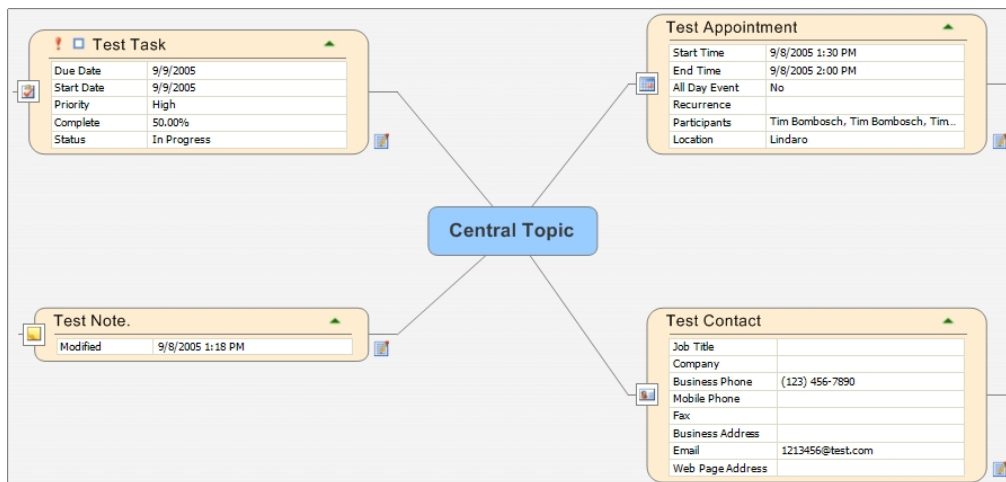 Test Task
Due Date 9/9/2005
Start Date 9/9/2005
Priority High
Complete 50.00%
Status In Progress
Test Appointment
Start Time 9/8/2005 1:30 PM
End Time 9/8/2005 2:00 PM
All Day Event No
Recurrence
Participants Tim Bombosch, Tim Bombosch, Tim...
Location Lindaro
Central Topic
Test Note.
Modified 9/8/2005 1:18 PM
Test Contact
Job Title
Company
Business Phone (123) 456-7890
Mobile Phone
Fax
Business Address
Email 1213456@test.com
Web Page Address